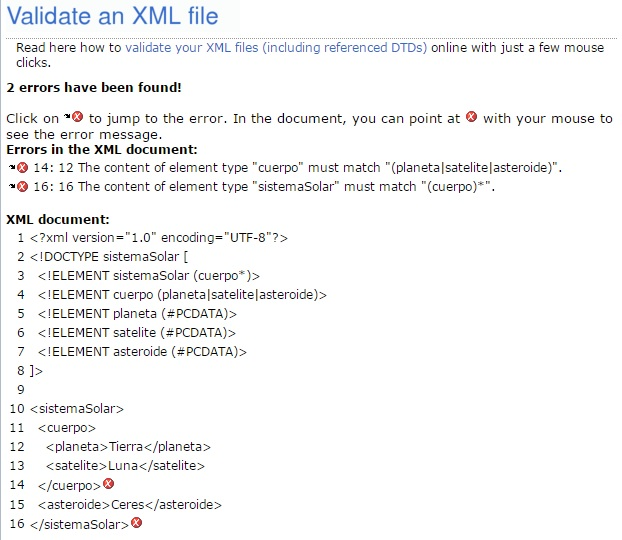 Validate an XML file
Read here how to validate your XML files (including referenced DTDs) online with just a few mouse
clicks.
2 errors have been found!
Click on to jump to the error. In the document, you can point at with your mouse to
see the error message.
Errors in the XML document:
14: 12 The content of element type "cuerpo" must match "(planeta|satelite|asteroide)".
16: 16 The content of element type "sistemaSolar" must match "(cuerpo)*".
XML document:
1 <?xml version="1.0" encoding="UTF-8"?>
2 <!DOCTYPE sistemaSolar [
3 <!ELEMENT sistemaSolar (cuerpo*)>
4 <!ELEMENT cuerpo (planeta|satelite|asteroide)>
5 <!ELEMENT planeta (#PCDATA)>
6 <!ELEMENT satelite (#PCDATA)>
7 <!ELEMENT asteroide (#PCDATA)>
8 ]>
9
10 <sistemaSolar>
11 <cuerpo>
12 <planeta>Tierra</planeta>
13 <satelite>Luna</satelite>
14 </cuerpo>
15 <asteroide>Ceres</asteroide>
16 </sistemaSolar>